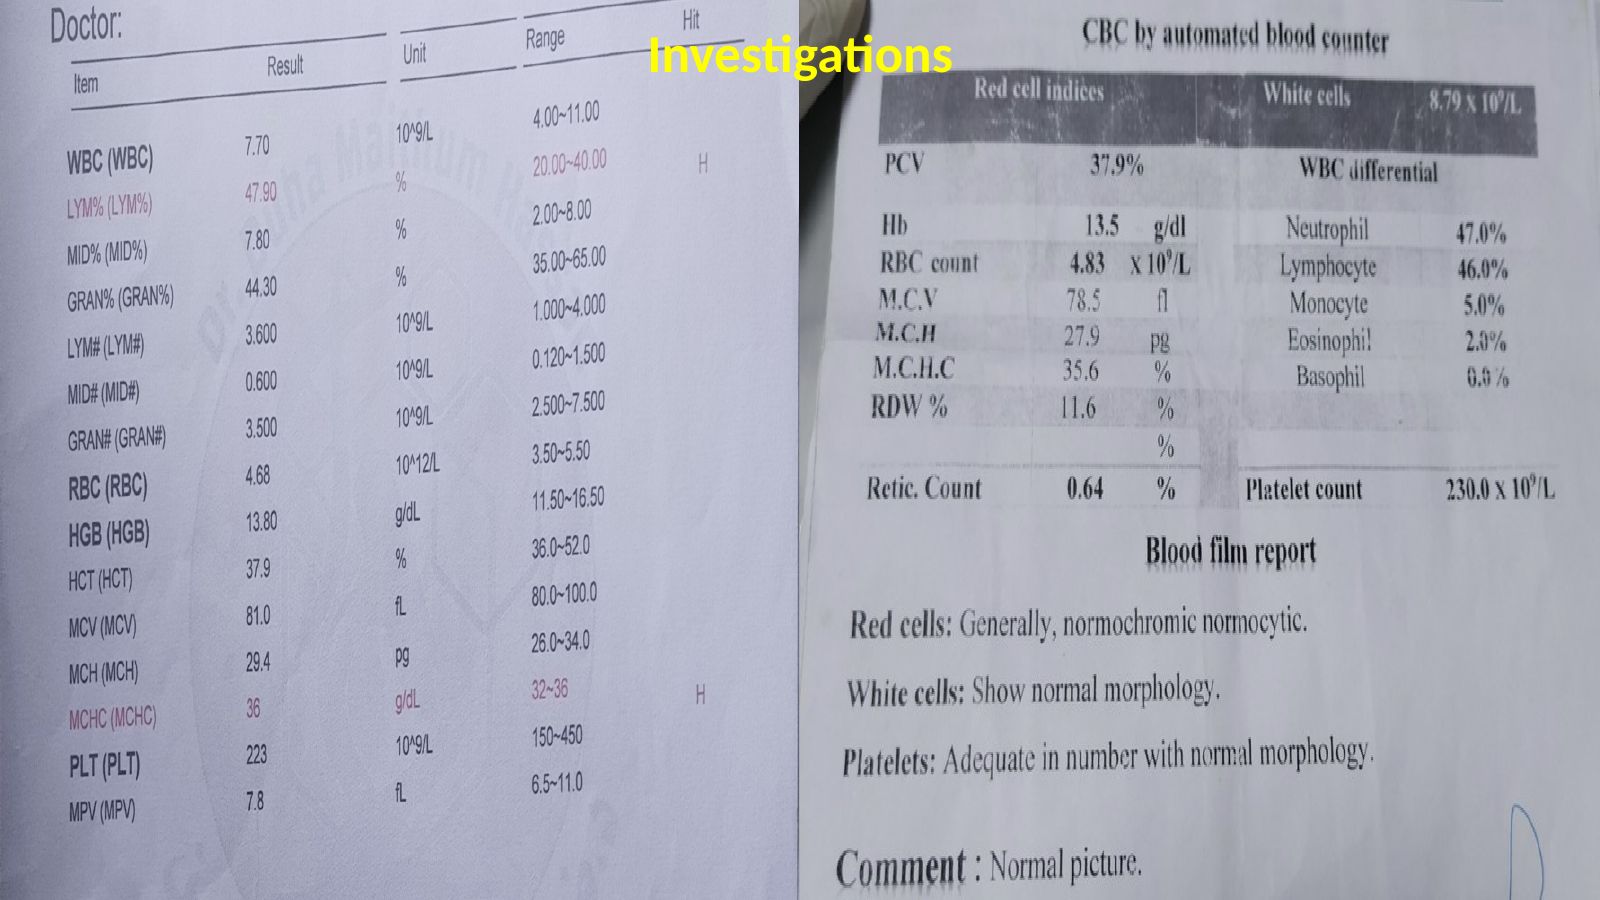 Investigations
Doctor:
Item Result Unit Range Hit
WBC (WBC) 7.70 10^9/L 4.00~11.00
LYM% (LYM%) 47.90 % 20.00~40.00 H
MID% (MID%) 7.80 % 2.00~8.00
GRAN% (GRAN%) 44.30 % 35.00~65.00
LYM# (LYM#) 3.600 10^9/L 1.000~4.000
MID# (MID#) 0.600 10^9/L 0.120~1.500
GRAN# (GRAN#) 3.500 10^9/L 2.500~7.500
RBC (RBC) 4.68 10^12/L 3.50~5.50
HGB (HGB) 13.80 g/dL 11.50~16.50
HCT (HCT) 37.9 % 36.0~52.0
MCV (MCV) 81.0 fL 80.0~100.0
MCH (MCH) 29.4 pg 26.0~34.0
MCHC (MCHC) 36 g/dL 32~36 H
PLT (PLT) 223 10^9/L 150~450
MPV (MPV) 7.8 fL 6.5~11.0
CBC by automated blood counter
Red cell indices White cells 8.79 x 10⁹/L
PCV 37.9% WBC differential
Hb 13.5 g/dl Neutrophil 47.0%
RBC count 4.83 x 10⁹/L Lymphocyte 46.0%
M.C.V 78.5 fl Monocyte 5.0%
M.C.H 27.9 pg Eosinophil 2.0%
M.C.H.C 35.6 % Basophil 0.0 %
RDW % 11.6 %
%
Retic. Count 0.64 % Platelet count 230.0 x 10⁹/L
Blood film report
Red cells: Generally, normochromic normocytic.
White cells: Show normal morphology.
Platelets: Adequate in number with normal morphology.
Comment : Normal picture.